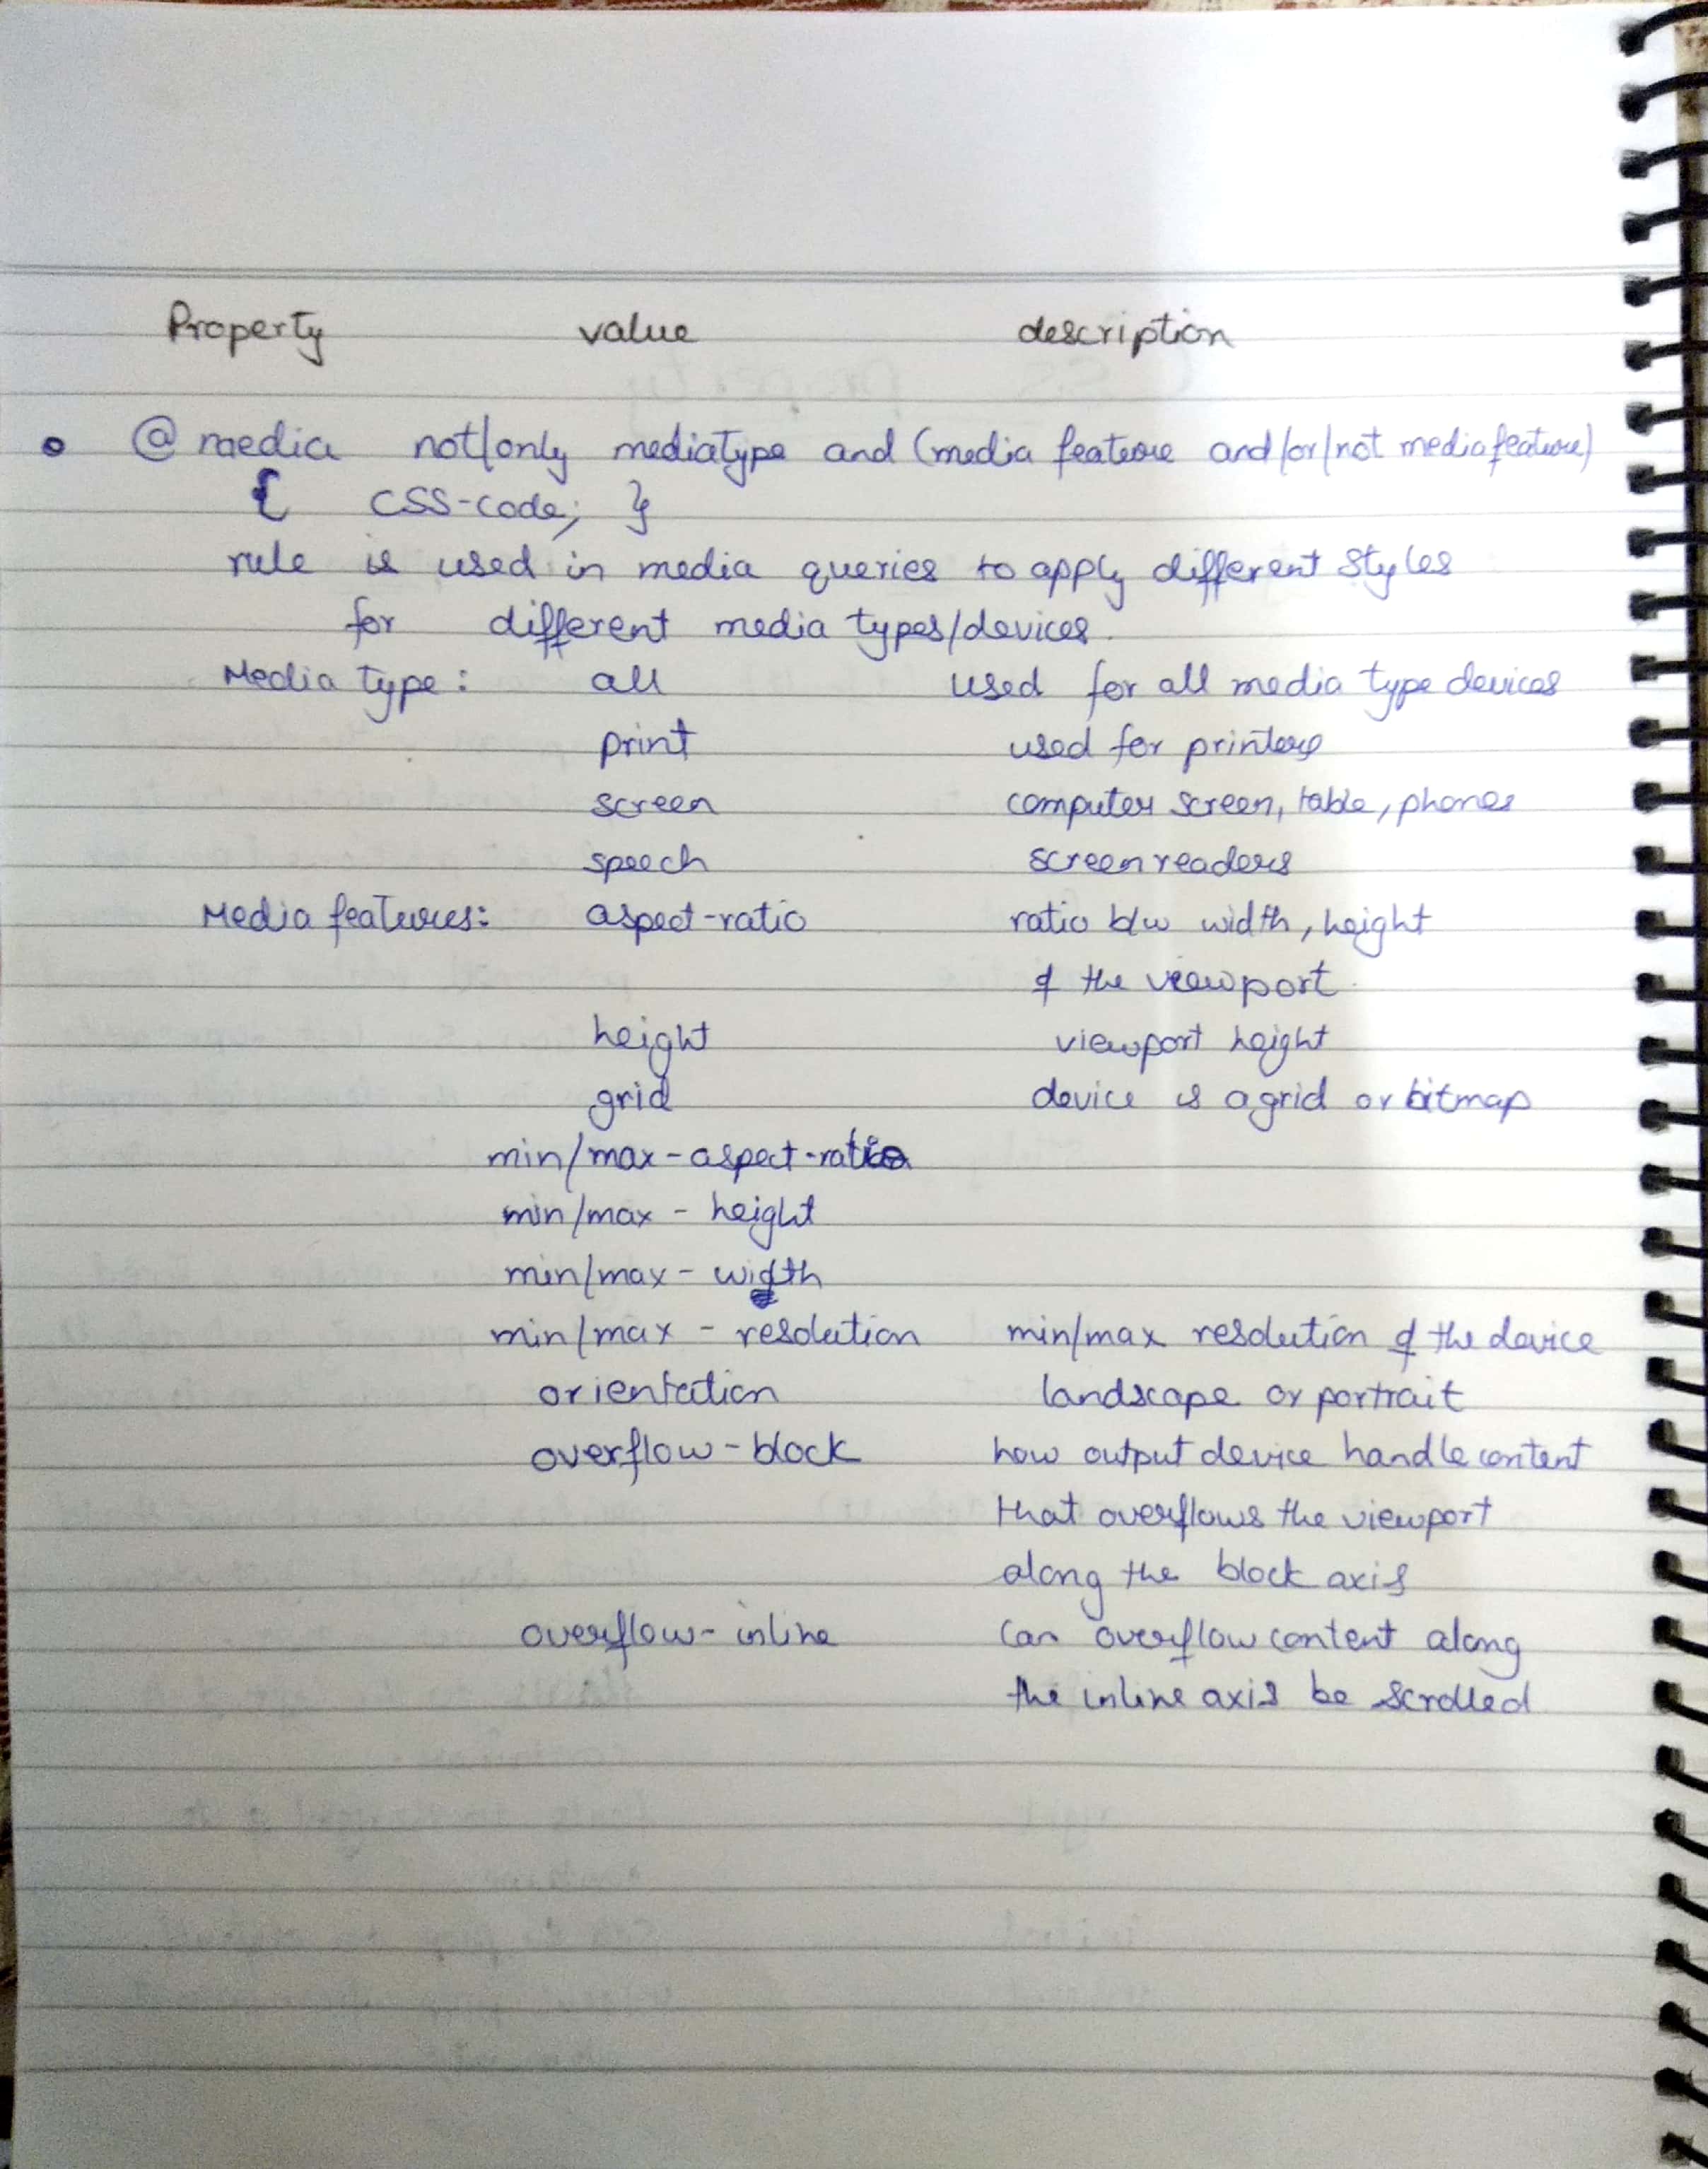 Property value description
@media not/only mediatype and (media feature and/or/not mediafeature)
{ CSS-code; }
rule is used in media queries to apply different styles
for different media types/devices.
Media type: all used for all media type devices
print used for printers
screen computer screen, table, phones
speech screenreaders
Media features: aspect-ratio ratio b/w width, height
of the viewport.
height viewport height
grid device is a grid or bitmap
min/max-aspect-ratio
min/max - height
min/max - width
min/max - resolution min/max resolution of the device
orientation landscape or portrait
overflow-block how output device handle content
that overflows the viewport
along the block axis
overflow-inline can overflow content along
the inline axis be scrolled